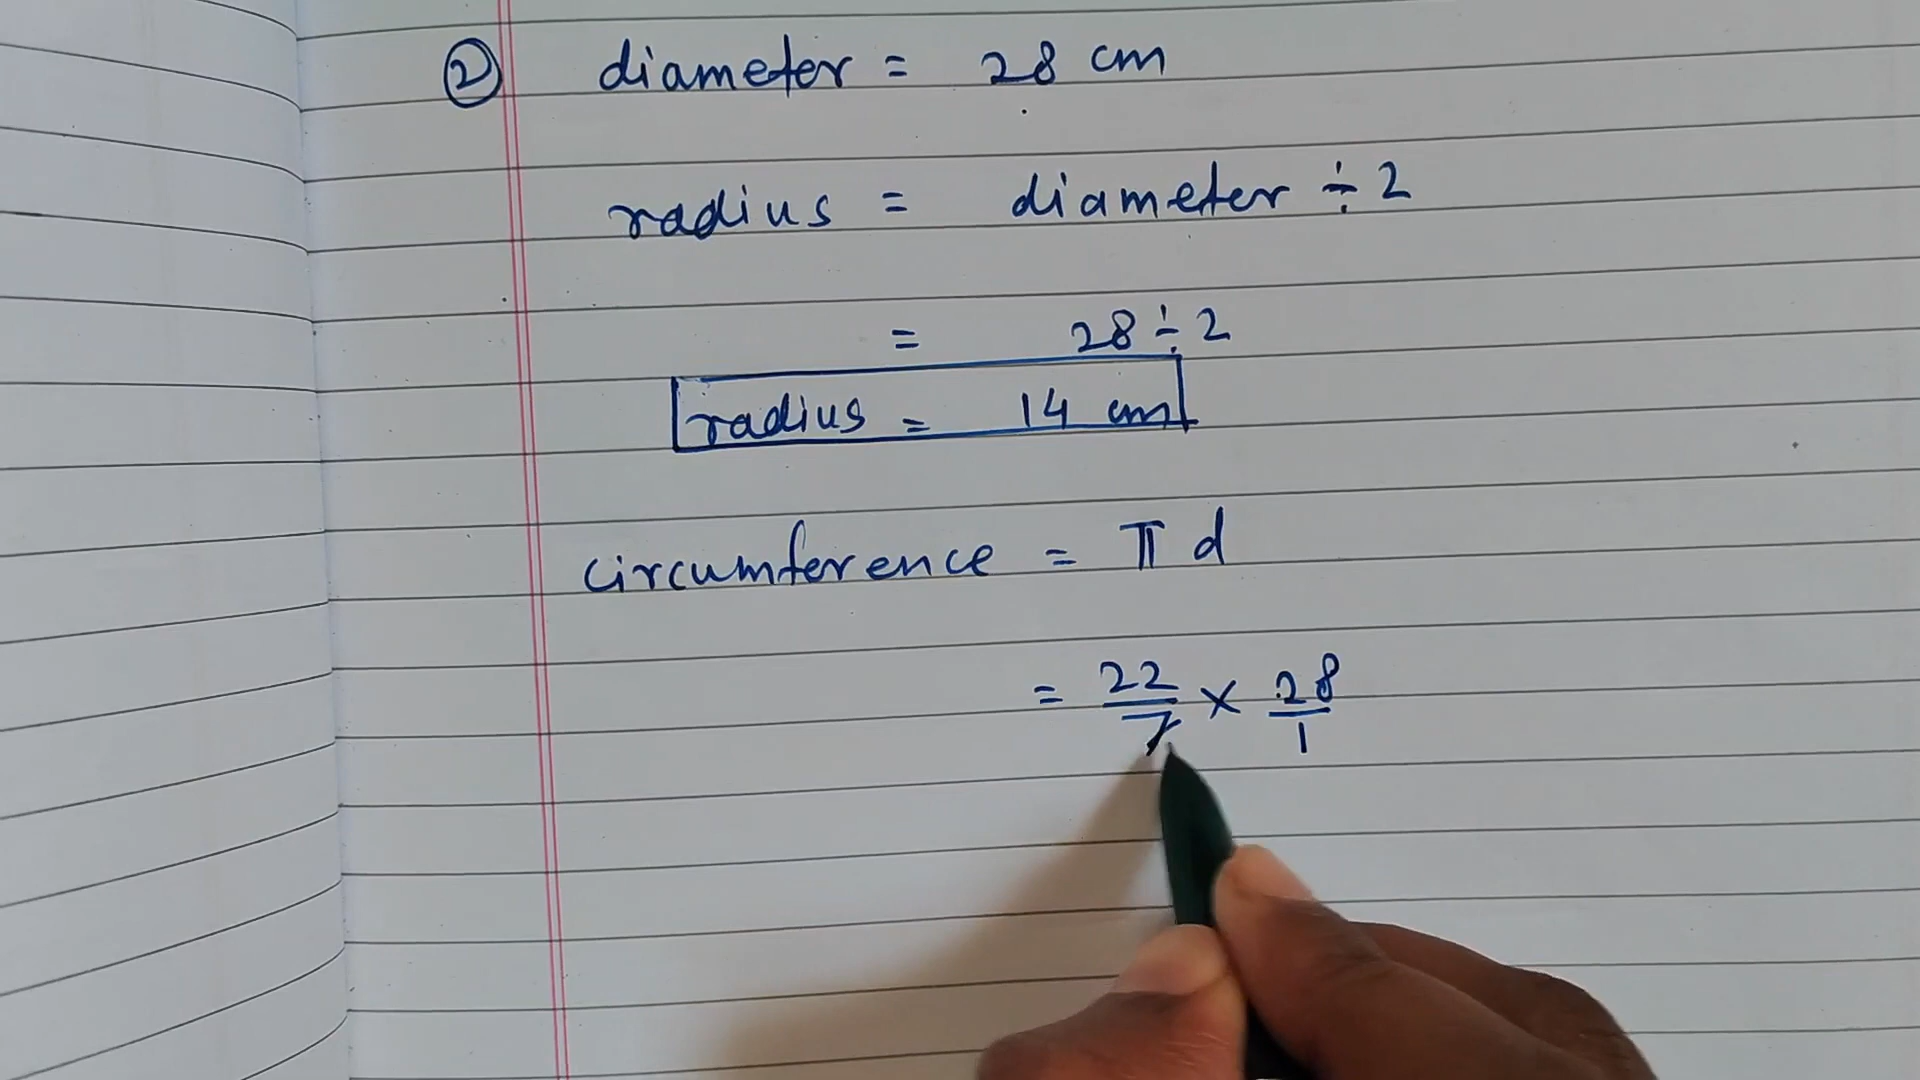 ② diameter = 28 cm
radius = diameter ÷ 2
= 28 ÷ 2
radius = 14 cm
circumference = π d
= 22/7 × 28/1